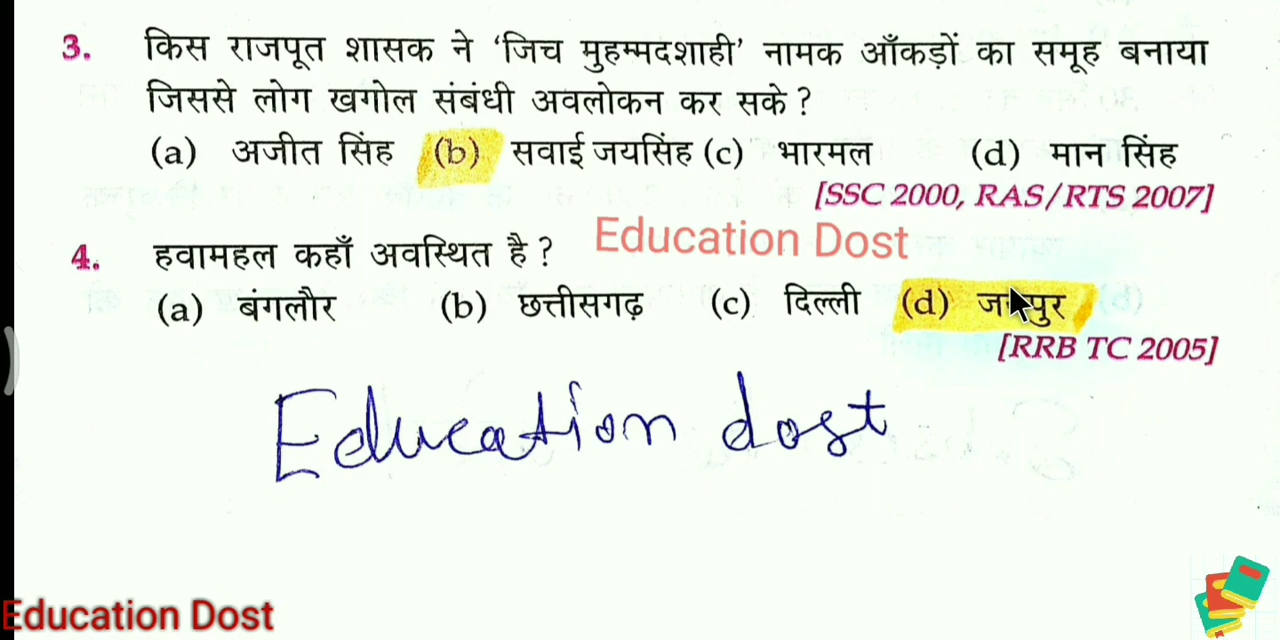 3. किस राजपूत शासक ने ‘जिच मुहम्मदशाही’ नामक आँकड़ों का समूह बनाया
जिससे लोग खगोल संबंधी अवलोकन कर सके ?
(a) अजीत सिंह (b) सवाई जयसिंह (c) भारमल (d) मान सिंह
[SSC 2000, RAS/RTS 2007]
Education Dost
4. हवामहल कहाँ अवस्थित है ?
(a) बंगलौर (b) छत्तीसगढ़ (c) दिल्ली (d) जयपुर
[RRB TC 2005]
Education dost
Education Dost